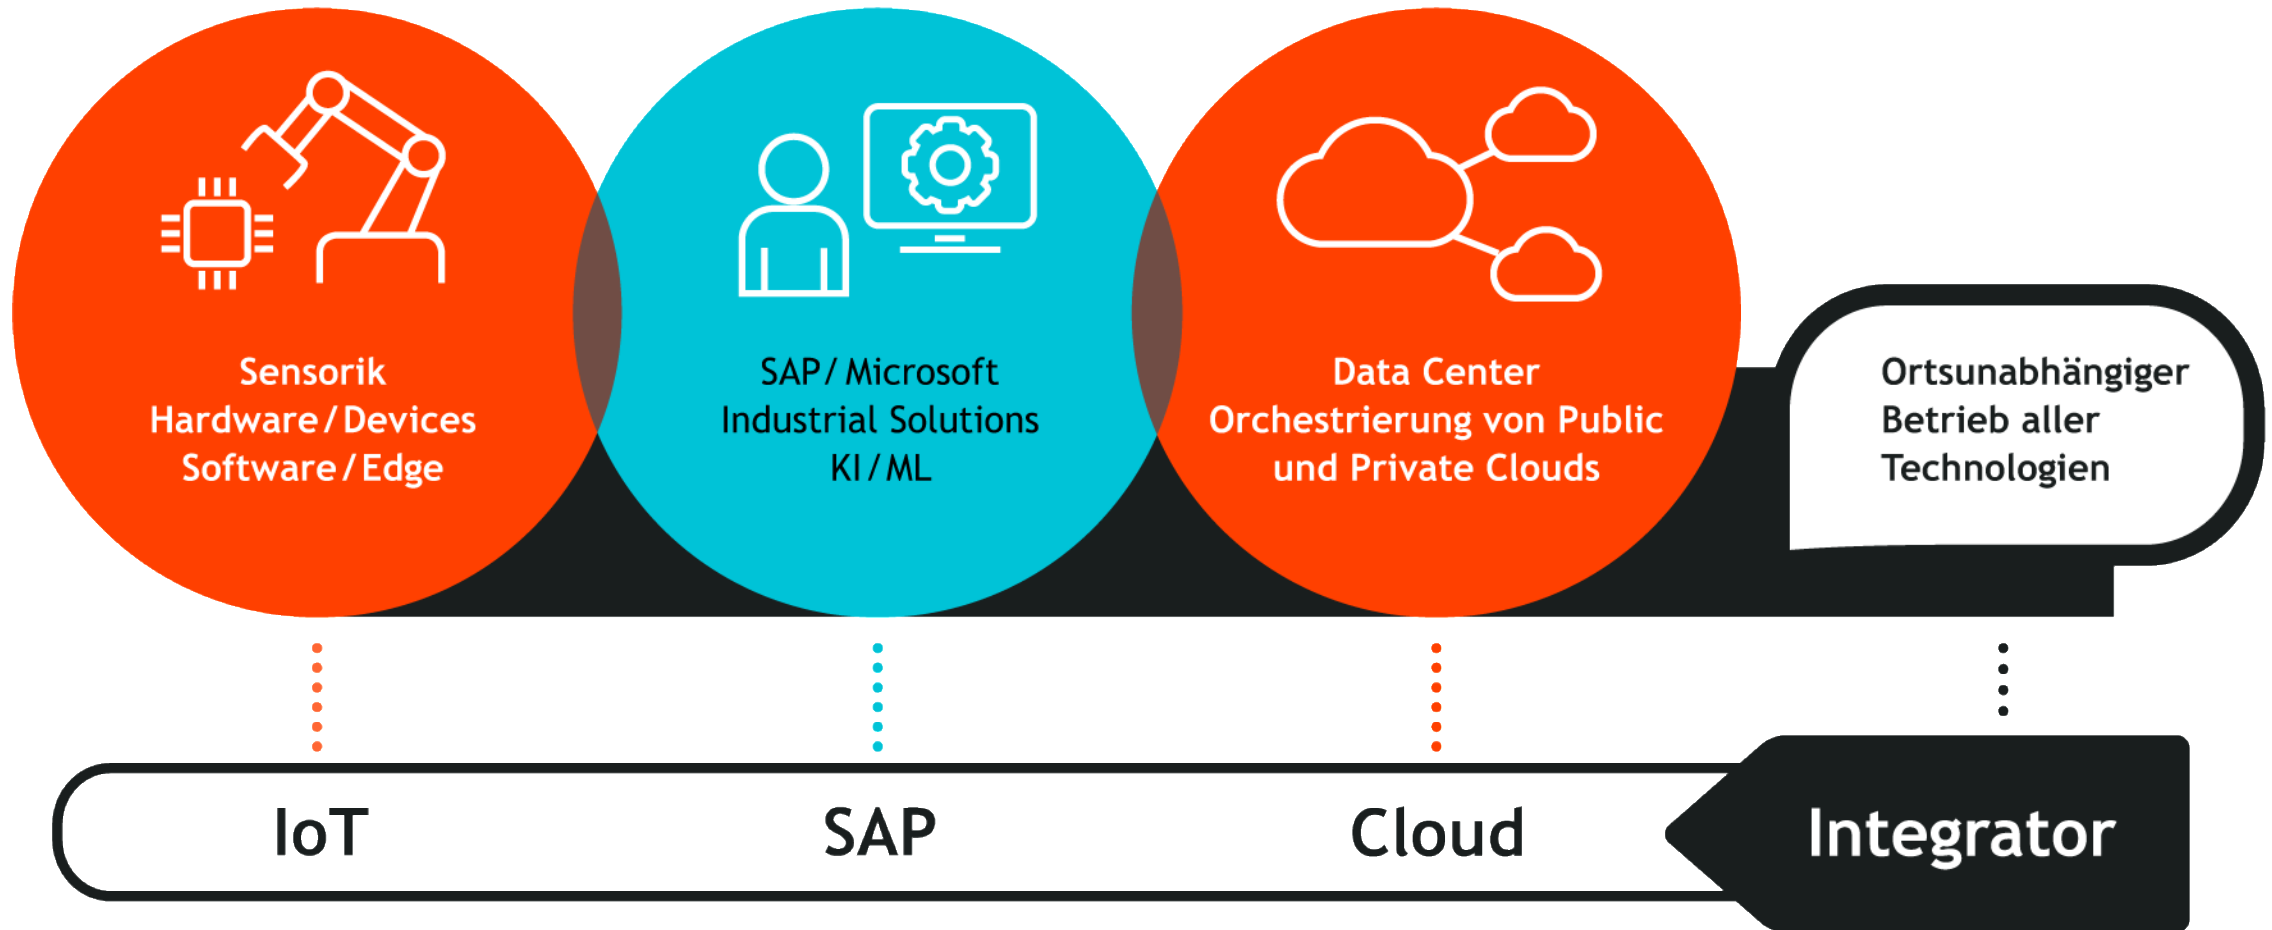 Sensorik
Hardware/Devices
Software/Edge
SAP/Microsoft
Industrial Solutions
KI/ML
Data Center
Orchestrierung von Public
und Private Clouds
Ortsunabhängiger
Betrieb aller
Technologien
IoT
SAP
Cloud
Integrator